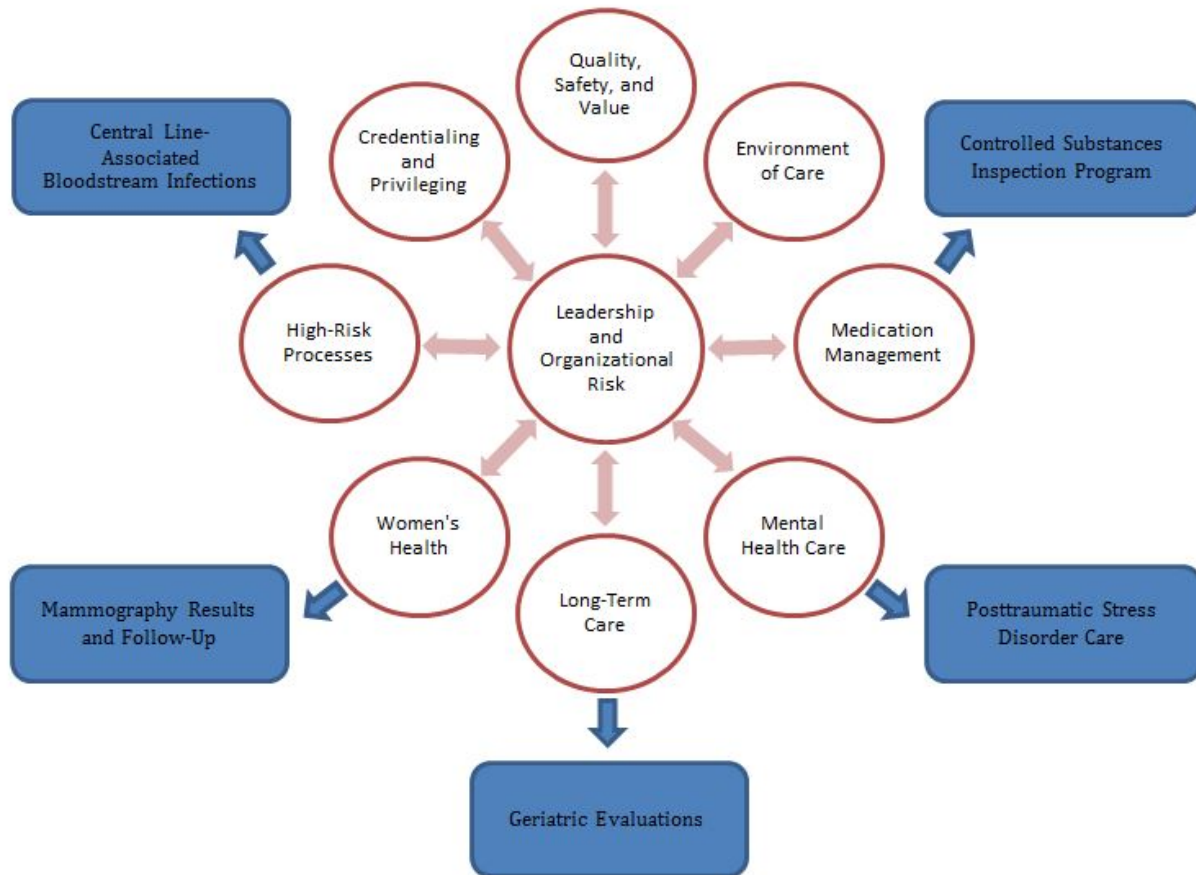 Quality,
Safety, and
Value
Central Line-
Associated
Bloodstream Infections
Credentialing
and
Privileging
Environment
of Care
Controlled Substances
Inspection Program
High-Risk
Processes
Leadership
and
Organizational
Risk
Medication
Management
Women's
Health
Mental
Health Care
Mammography Results
and Follow-Up
Long-Term
Care
Posttraumatic Stress
Disorder Care
Geriatric Evaluations